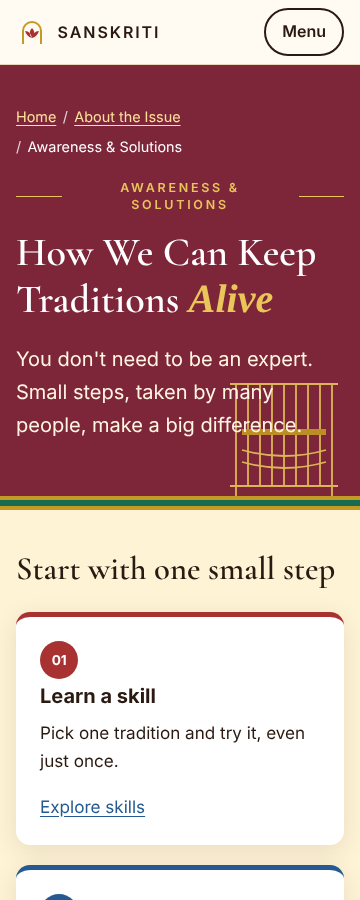 SANSKRITI
Menu
Home / About the Issue
/ Awareness & Solutions
AWARENESS &
SOLUTIONS
How We Can Keep
Traditions Alive
You don't need to be an expert.
Small steps, taken by many
people, make a big difference.
Start with one small step
01
Learn a skill
Pick one tradition and try it, even
just once.
Explore skills